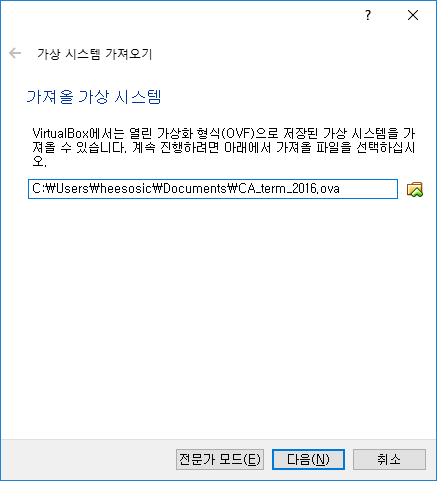 ?
가상 시스템 가져오기
가져올 가상 시스템
VirtualBox에서는 열린 가상화 형식(OVF)으로 저장된 가상 시스템을 가
져올 수 있습니다. 계속 진행하려면 아래에서 가져올 파일을 선택하십시
오.
C:₩Users₩heesosic₩Documents₩CA_term_2016.ova
전문가 모드(E) 다음(N) 취소